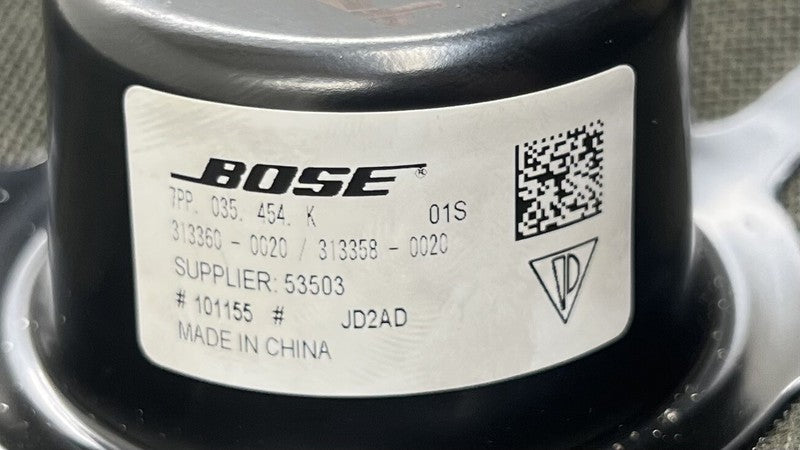 BOSE®
7PP. 035. 454. K 01S
313360 - 0020 / 313358 - 0020
SUPPLIER: 53503
# 101155 # JD2AD
MADE IN CHINA